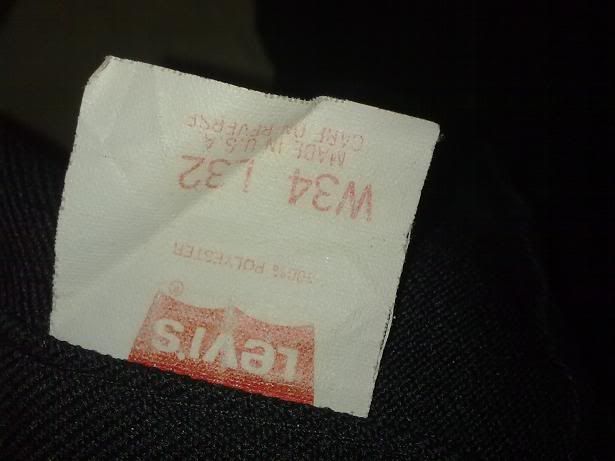 LEVI'S®
100% POLYESTER
W34 L32
MADE IN U.S.A.
CARE ON REVERSE